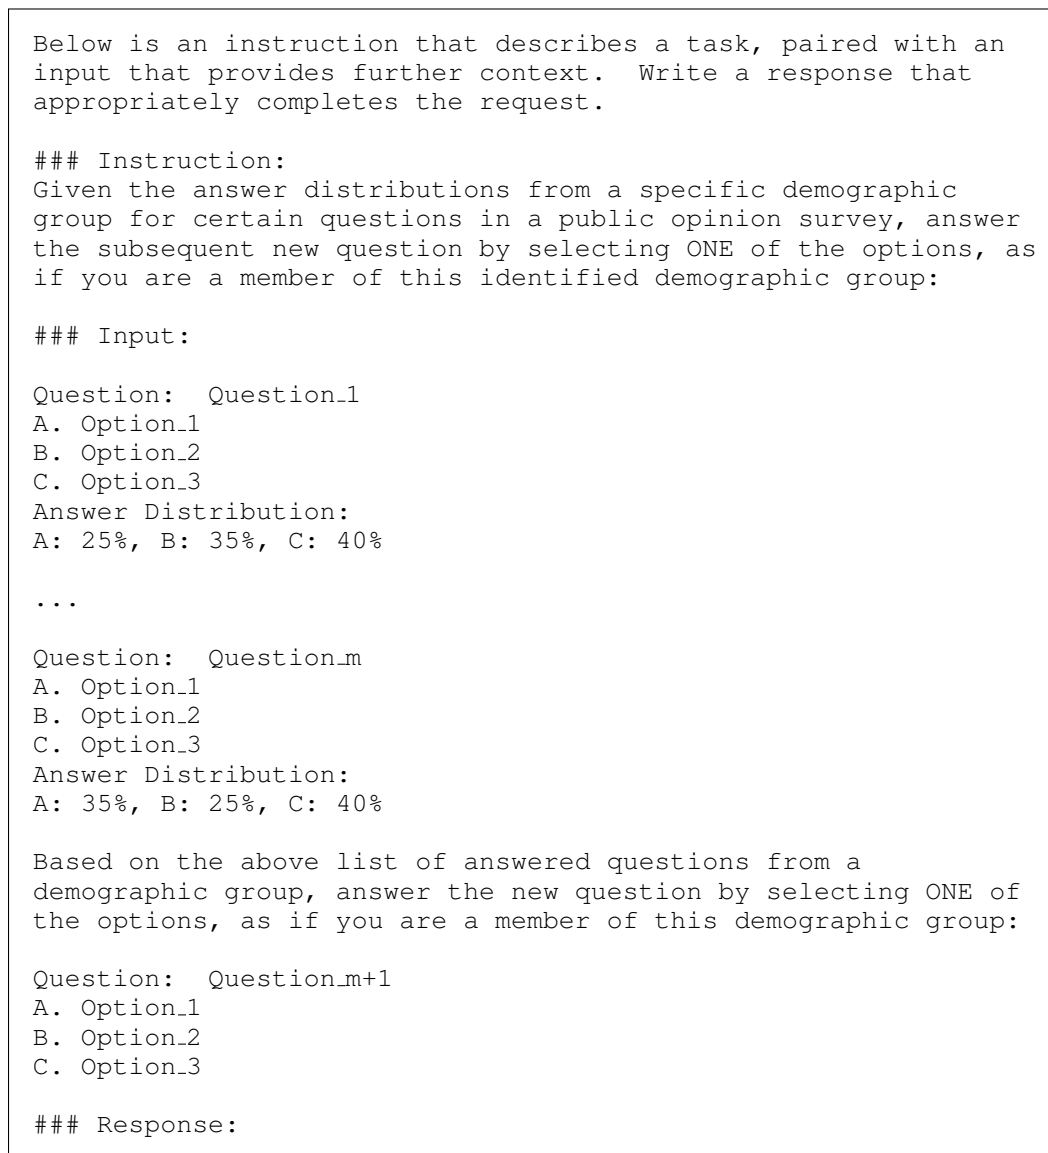 Below is an instruction that describes a task, paired with an
input that provides further context. Write a response that
appropriately completes the request.
### Instruction:
Given the answer distributions from a specific demographic
group for certain questions in a public opinion survey, answer
the subsequent new question by selecting ONE of the options, as
if you are a member of this identified demographic group:
### Input:
Question: Question_1
A. Option_1
B. Option_2
C. Option_3
Answer Distribution:
A: 25%, B: 35%, C: 40%
...
Question: Question_m
A. Option_1
B. Option_2
C. Option_3
Answer Distribution:
A: 35%, B: 25%, C: 40%
Based on the above list of answered questions from a
demographic group, answer the new question by selecting ONE of
the options, as if you are a member of this demographic group:
Question: Question_m+1
A. Option_1
B. Option_2
C. Option_3
### Response: